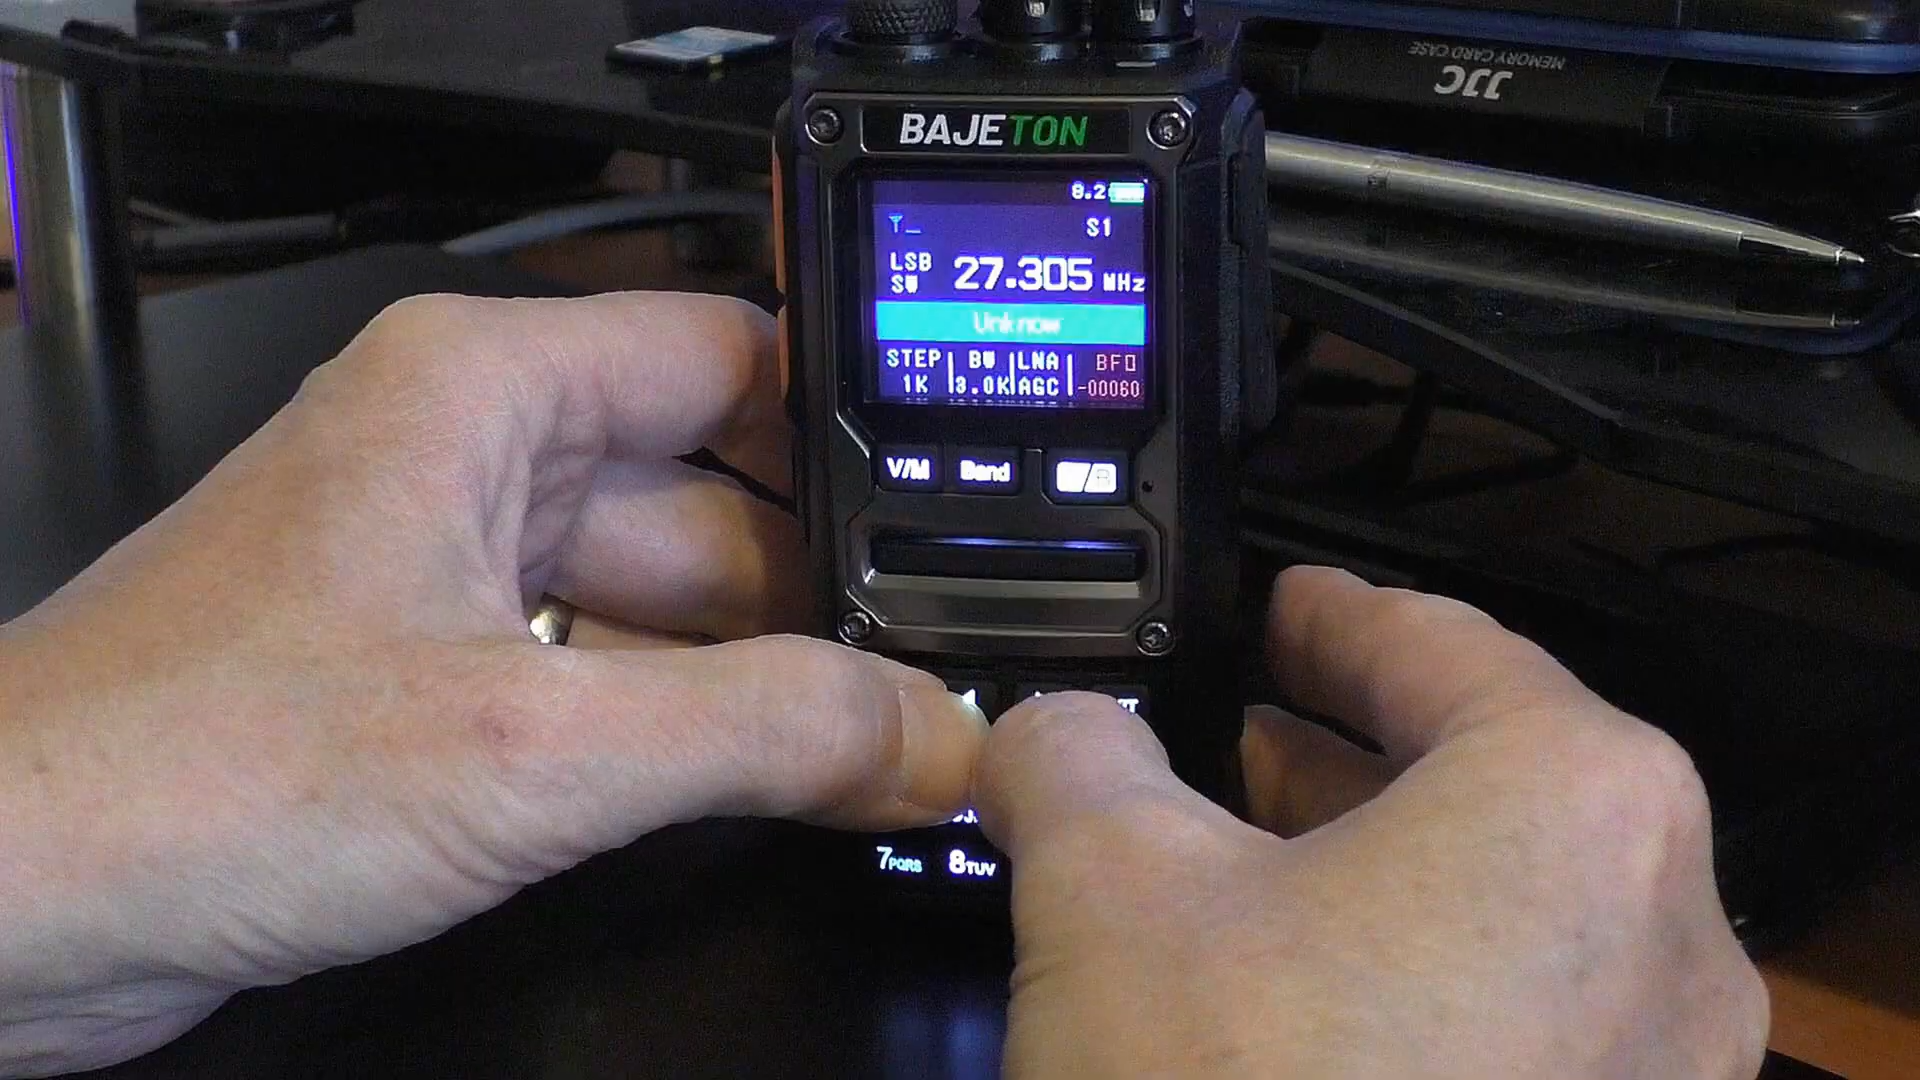 MEMORY CARD CASE
JJC
BAJETON
8.2
S1
LSB
SW
27.305 MHz
Unknow
STEP BW LNA BFO
1K 3.0K AGC -00060
V/M Band /B
7PQRS 8TUV